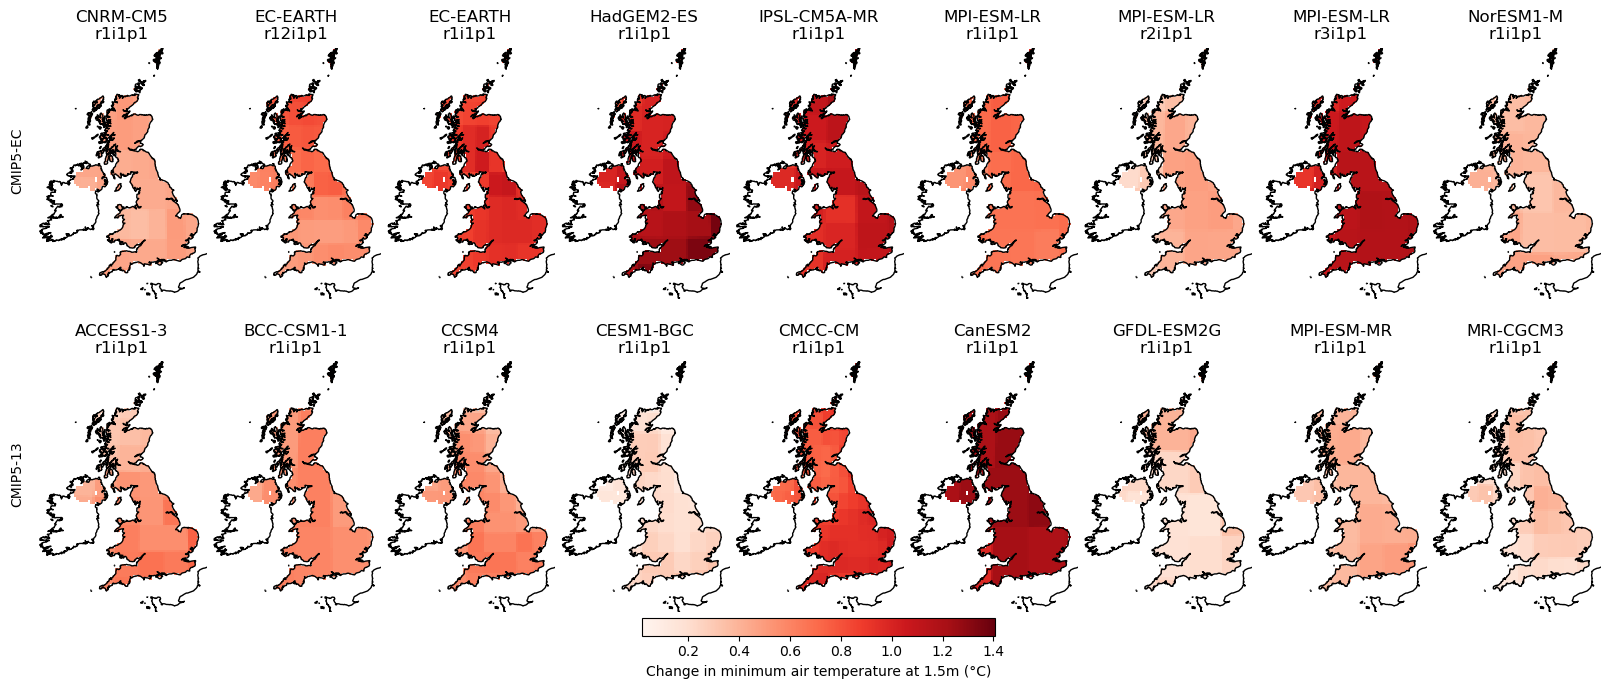 CNRM-CM5
r1i1p1
EC-EARTH
r12i1p1
EC-EARTH
r1i1p1
HadGEM2-ES
r1i1p1
IPSL-CM5A-MR
r1i1p1
MPI-ESM-LR
r1i1p1
MPI-ESM-LR
r2i1p1
MPI-ESM-LR
r3i1p1
NorESM1-M
r1i1p1
CMIP5-EC
ACCESS1-3
r1i1p1
BCC-CSM1-1
r1i1p1
CCSM4
r1i1p1
CESM1-BGC
r1i1p1
CMCC-CM
r1i1p1
CanESM2
r1i1p1
GFDL-ESM2G
r1i1p1
MPI-ESM-MR
r1i1p1
MRI-CGCM3
r1i1p1
CMIP5-13
0.2 0.4 0.6 0.8 1.0 1.2 1.4
Change in minimum air temperature at 1.5m (°C)